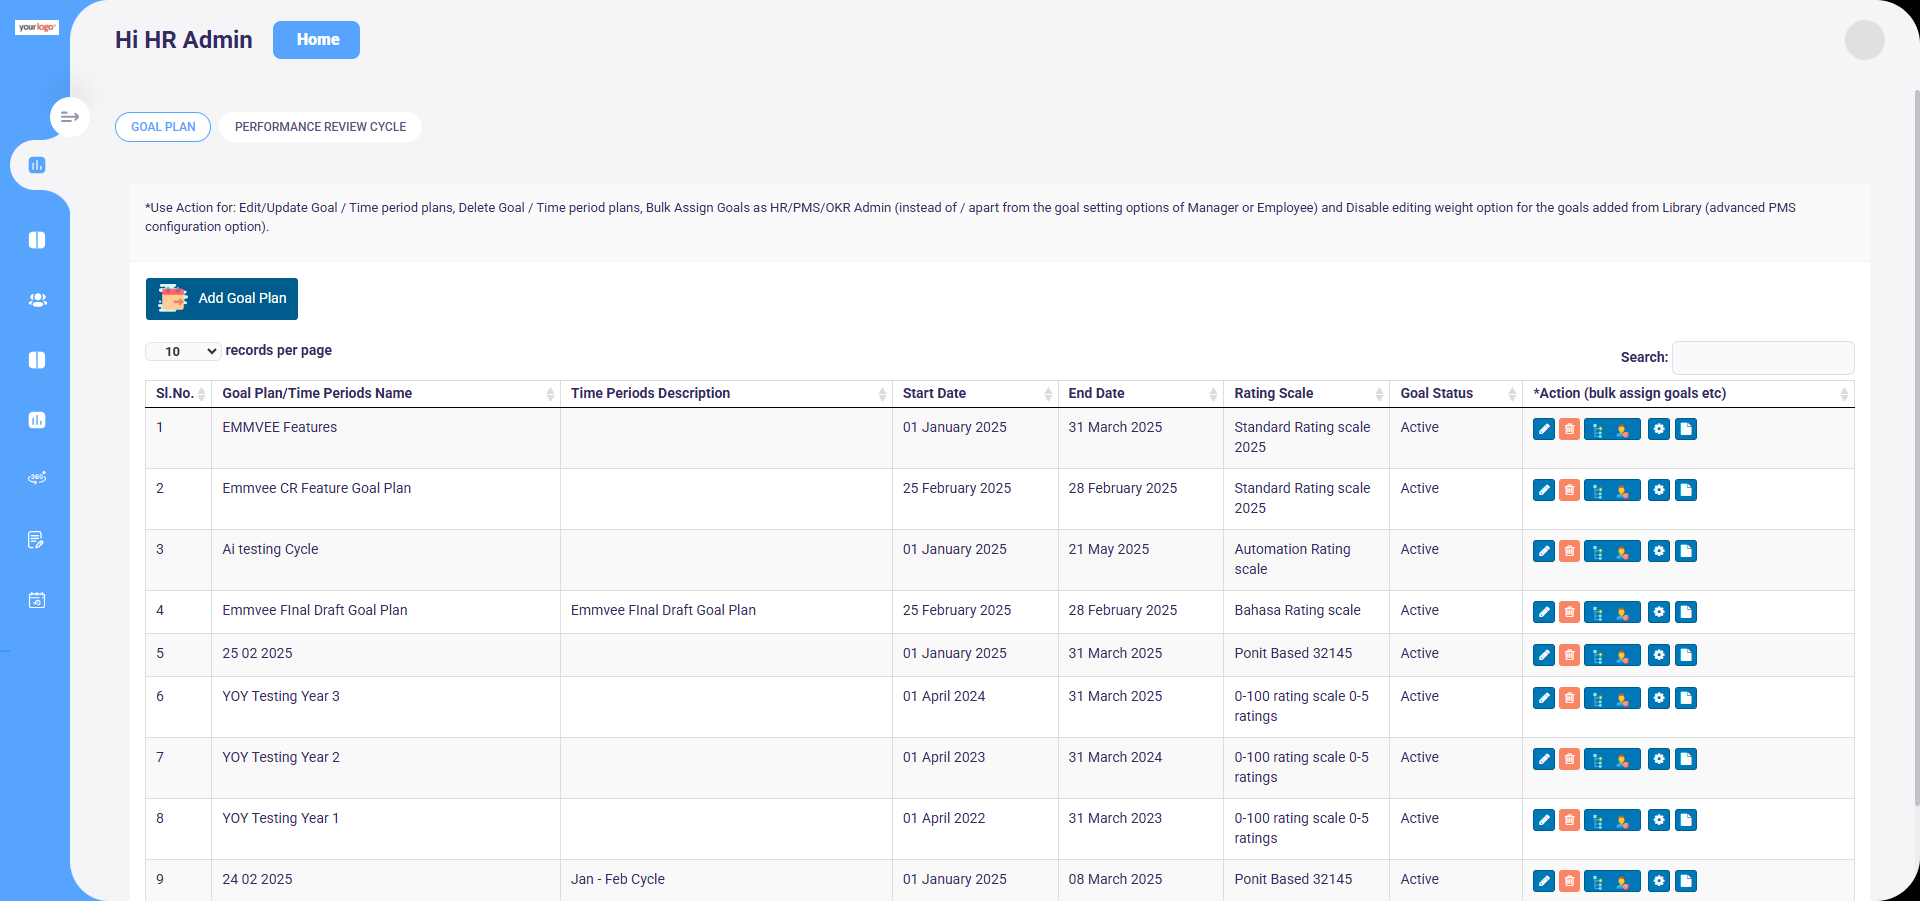 yourlogo
Hi HR Admin
Home
GOAL PLAN
PERFORMANCE REVIEW CYCLE
*Use Action for: Edit/Update Goal / Time period plans, Delete Goal / Time period plans, Bulk Assign Goals as HR/PMS/OKR Admin (instead of / apart from the goal setting options of Manager or Employee) and Disable editing weight option for the goals added from Library (advanced PMS
configuration option).
Add Goal Plan
10 records per page
Search:
Sl.No. Goal Plan/Time Periods Name Time Periods Description Start Date End Date Rating Scale Goal Status *Action (bulk assign goals etc)
1 EMMVEE Features 01 January 2025 31 March 2025 Standard Rating scale Active
2025
2 Emmvee CR Feature Goal Plan 25 February 2025 28 February 2025 Standard Rating scale Active
2025
3 Ai testing Cycle 01 January 2025 21 May 2025 Automation Rating Active
scale
360°
4 Emmvee FInal Draft Goal Plan Emmvee FInal Draft Goal Plan 25 February 2025 28 February 2025 Bahasa Rating scale Active
5 25 02 2025 01 January 2025 31 March 2025 Ponit Based 32145 Active
6 YOY Testing Year 3 01 April 2024 31 March 2025 0-100 rating scale 0-5 Active
ratings
7 YOY Testing Year 2 01 April 2023 31 March 2024 0-100 rating scale 0-5 Active
ratings
8 YOY Testing Year 1 01 April 2022 31 March 2023 0-100 rating scale 0-5 Active
ratings
9 24 02 2025 Jan - Feb Cycle 01 January 2025 08 March 2025 Ponit Based 32145 Active